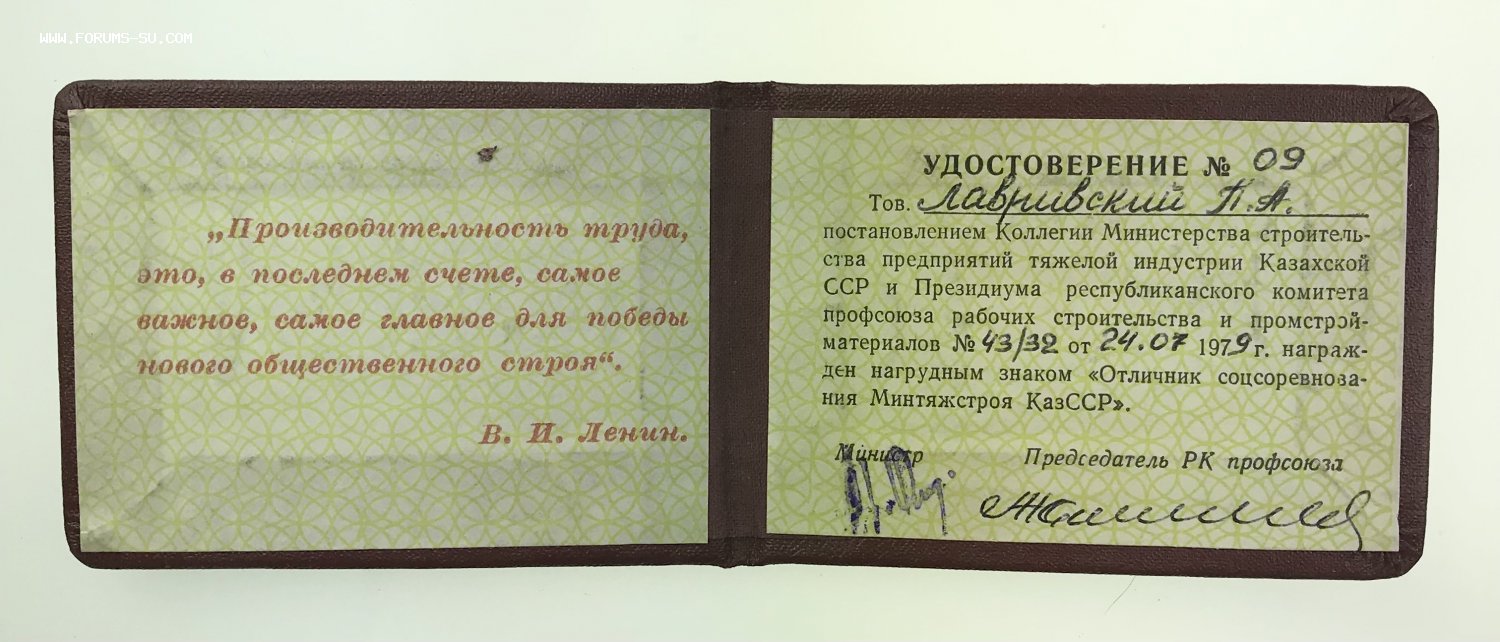 WWW.FORUMS-SU.COM
„Производительность труда,
это, в последнем счете, самое
важное, самое главное для победы
нового общественного строя“.
В. И. Ленин.
УДОСТОВЕРЕНИЕ № 09
Тов. Лавривский П.А.
постановлением Коллегии Министерства строитель-
ства предприятий тяжелой индустрии Казахской
ССР и Президиума республиканского комитета
профсоюза рабочих строительства и промстрой-
материалов № 43/32 от 24.07 1979 г. награж-
ден нагрудным знаком «Отличник соцсоревнова-
ния Минтяжстроя КазССР».
Министр
Председатель РК профсоюза